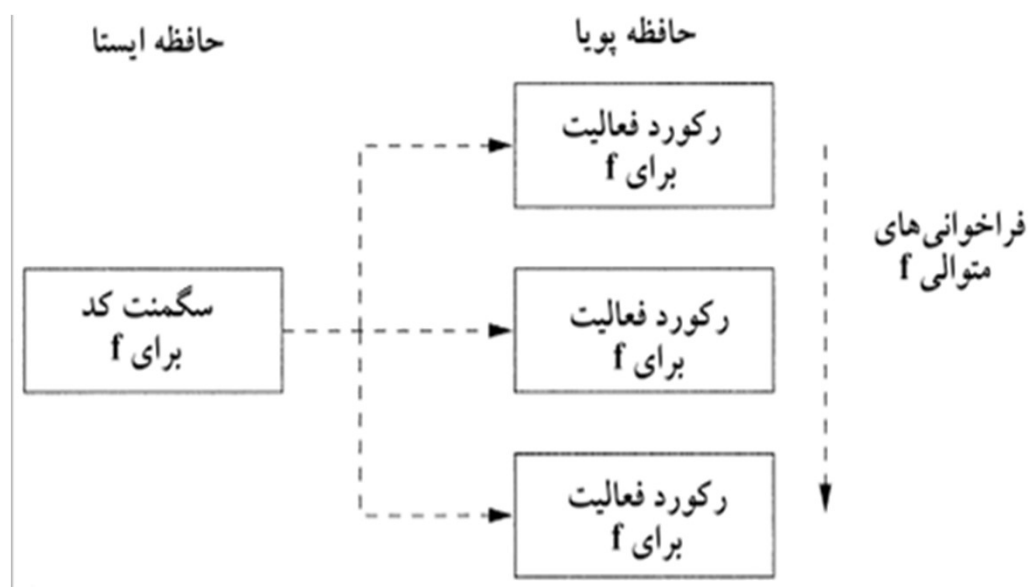 حافظه پویا
حافظه ایستا
رکورد فعالیت
برای f
فراخوانی‌های
متوالی f
سگمنت کد
برای f
رکورد فعالیت
برای f
رکورد فعالیت
برای f